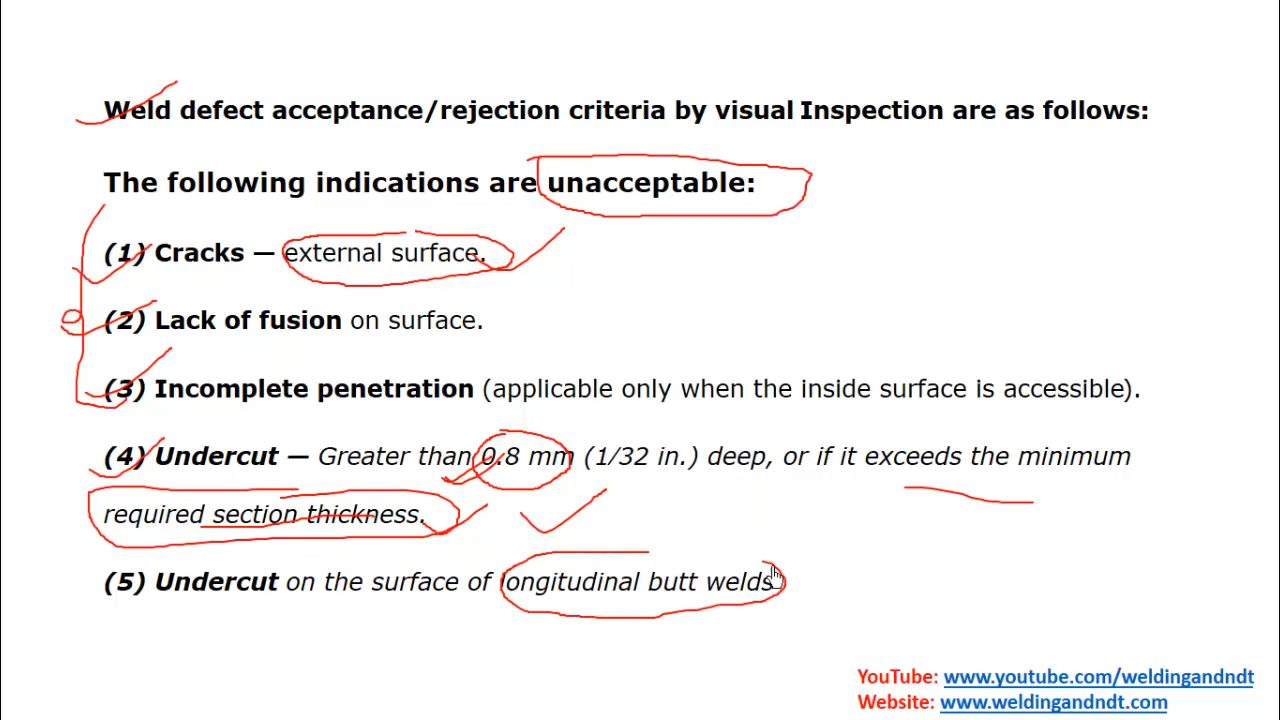 Weld defect acceptance/rejection criteria by visual Inspection are as follows:
The following indications are unacceptable:
(1) Cracks — external surface.
(2) Lack of fusion on surface.
(3) Incomplete penetration (applicable only when the inside surface is accessible).
(4) Undercut — Greater than 0.8 mm (1/32 in.) deep, or if it exceeds the minimum
required section thickness.
(5) Undercut on the surface of longitudinal butt welds
YouTube: www.youtube.com/weldingandndt
Website: www.weldingandndt.com